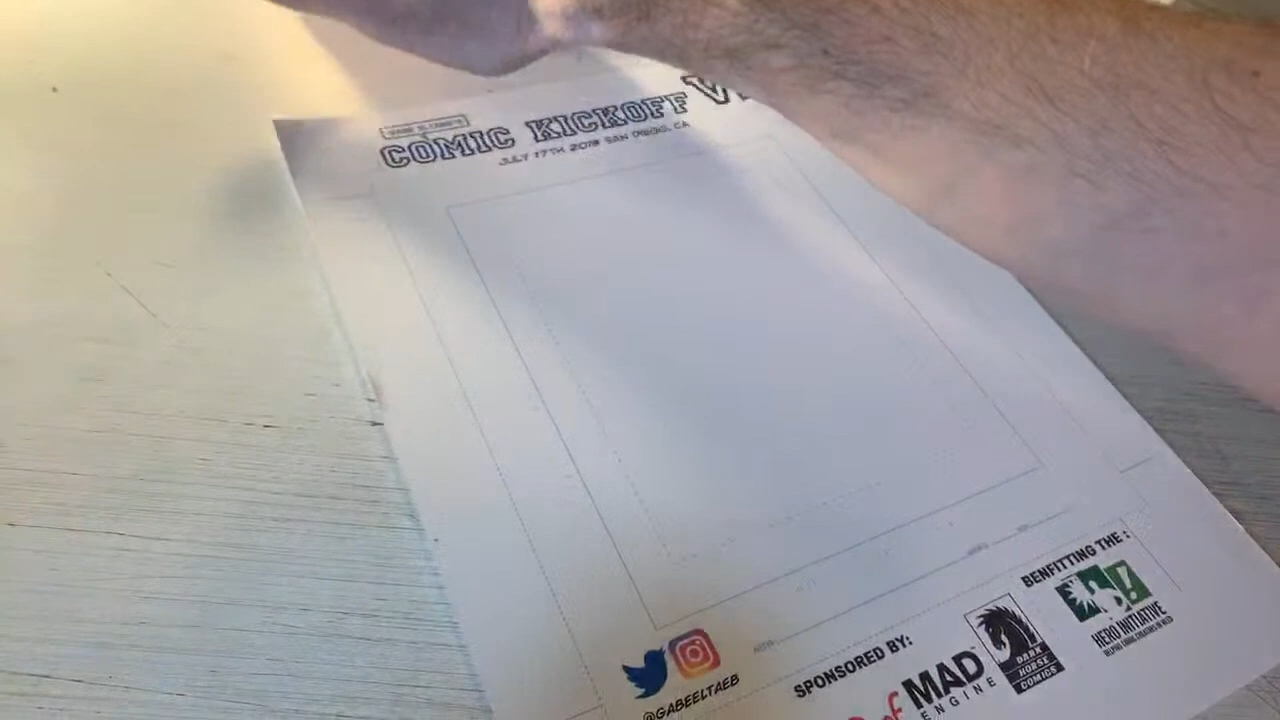 COMIC KICKOFF
JULY 17TH 2019 SAN DIEGO, CA
BENFITTING THE :
HERO INITIATIVE
SPONSORED BY:
MAD
ENGINE
DARK
HORSE
COMICS
@GABEELTAEB